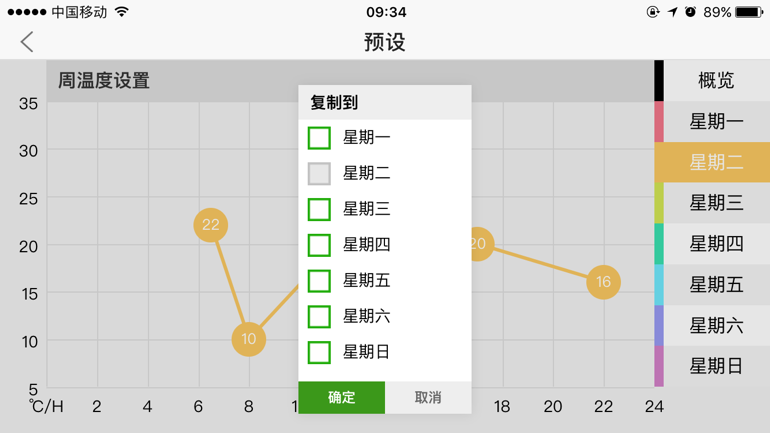 中国移动
09:34
89%
预设
周温度设置
概览
星期一
星期二
星期三
星期四
星期五
星期六
星期日
复制到
星期一
星期二
星期三
星期四
星期五
星期六
星期日
确定
取消
35
30
25
20
15
10
5
22
10
20
16
℃/H
2
4
6
8
1
18
20
22
24